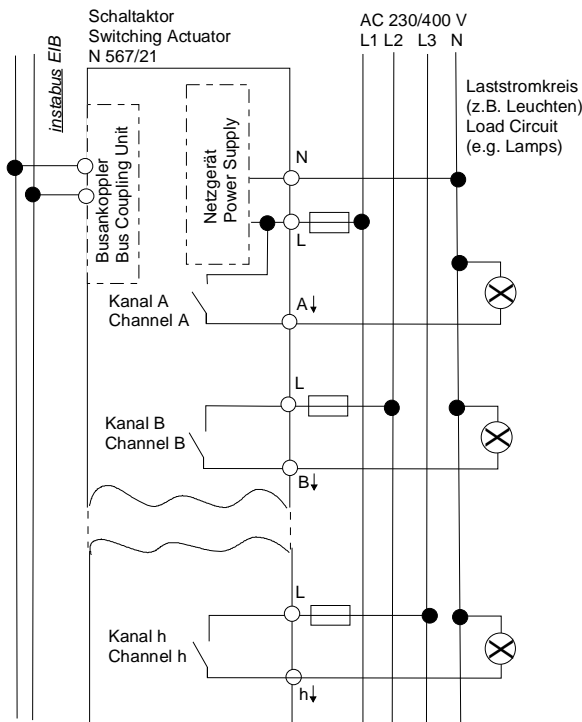 Schaltaktor
Switching Actuator
N 567/21
instabus EIB
AC 230/400 V
L1 L2 L3 N
Laststromkreis
(z.B. Leuchten)
Load Circuit
(e.g. Lamps)
Busankoppler
Bus Coupling Unit
Netzgerät
Power Supply
N
L
Kanal A
Channel A
A↓
L
Kanal B
Channel B
B↓
L
Kanal h
Channel h
h↓